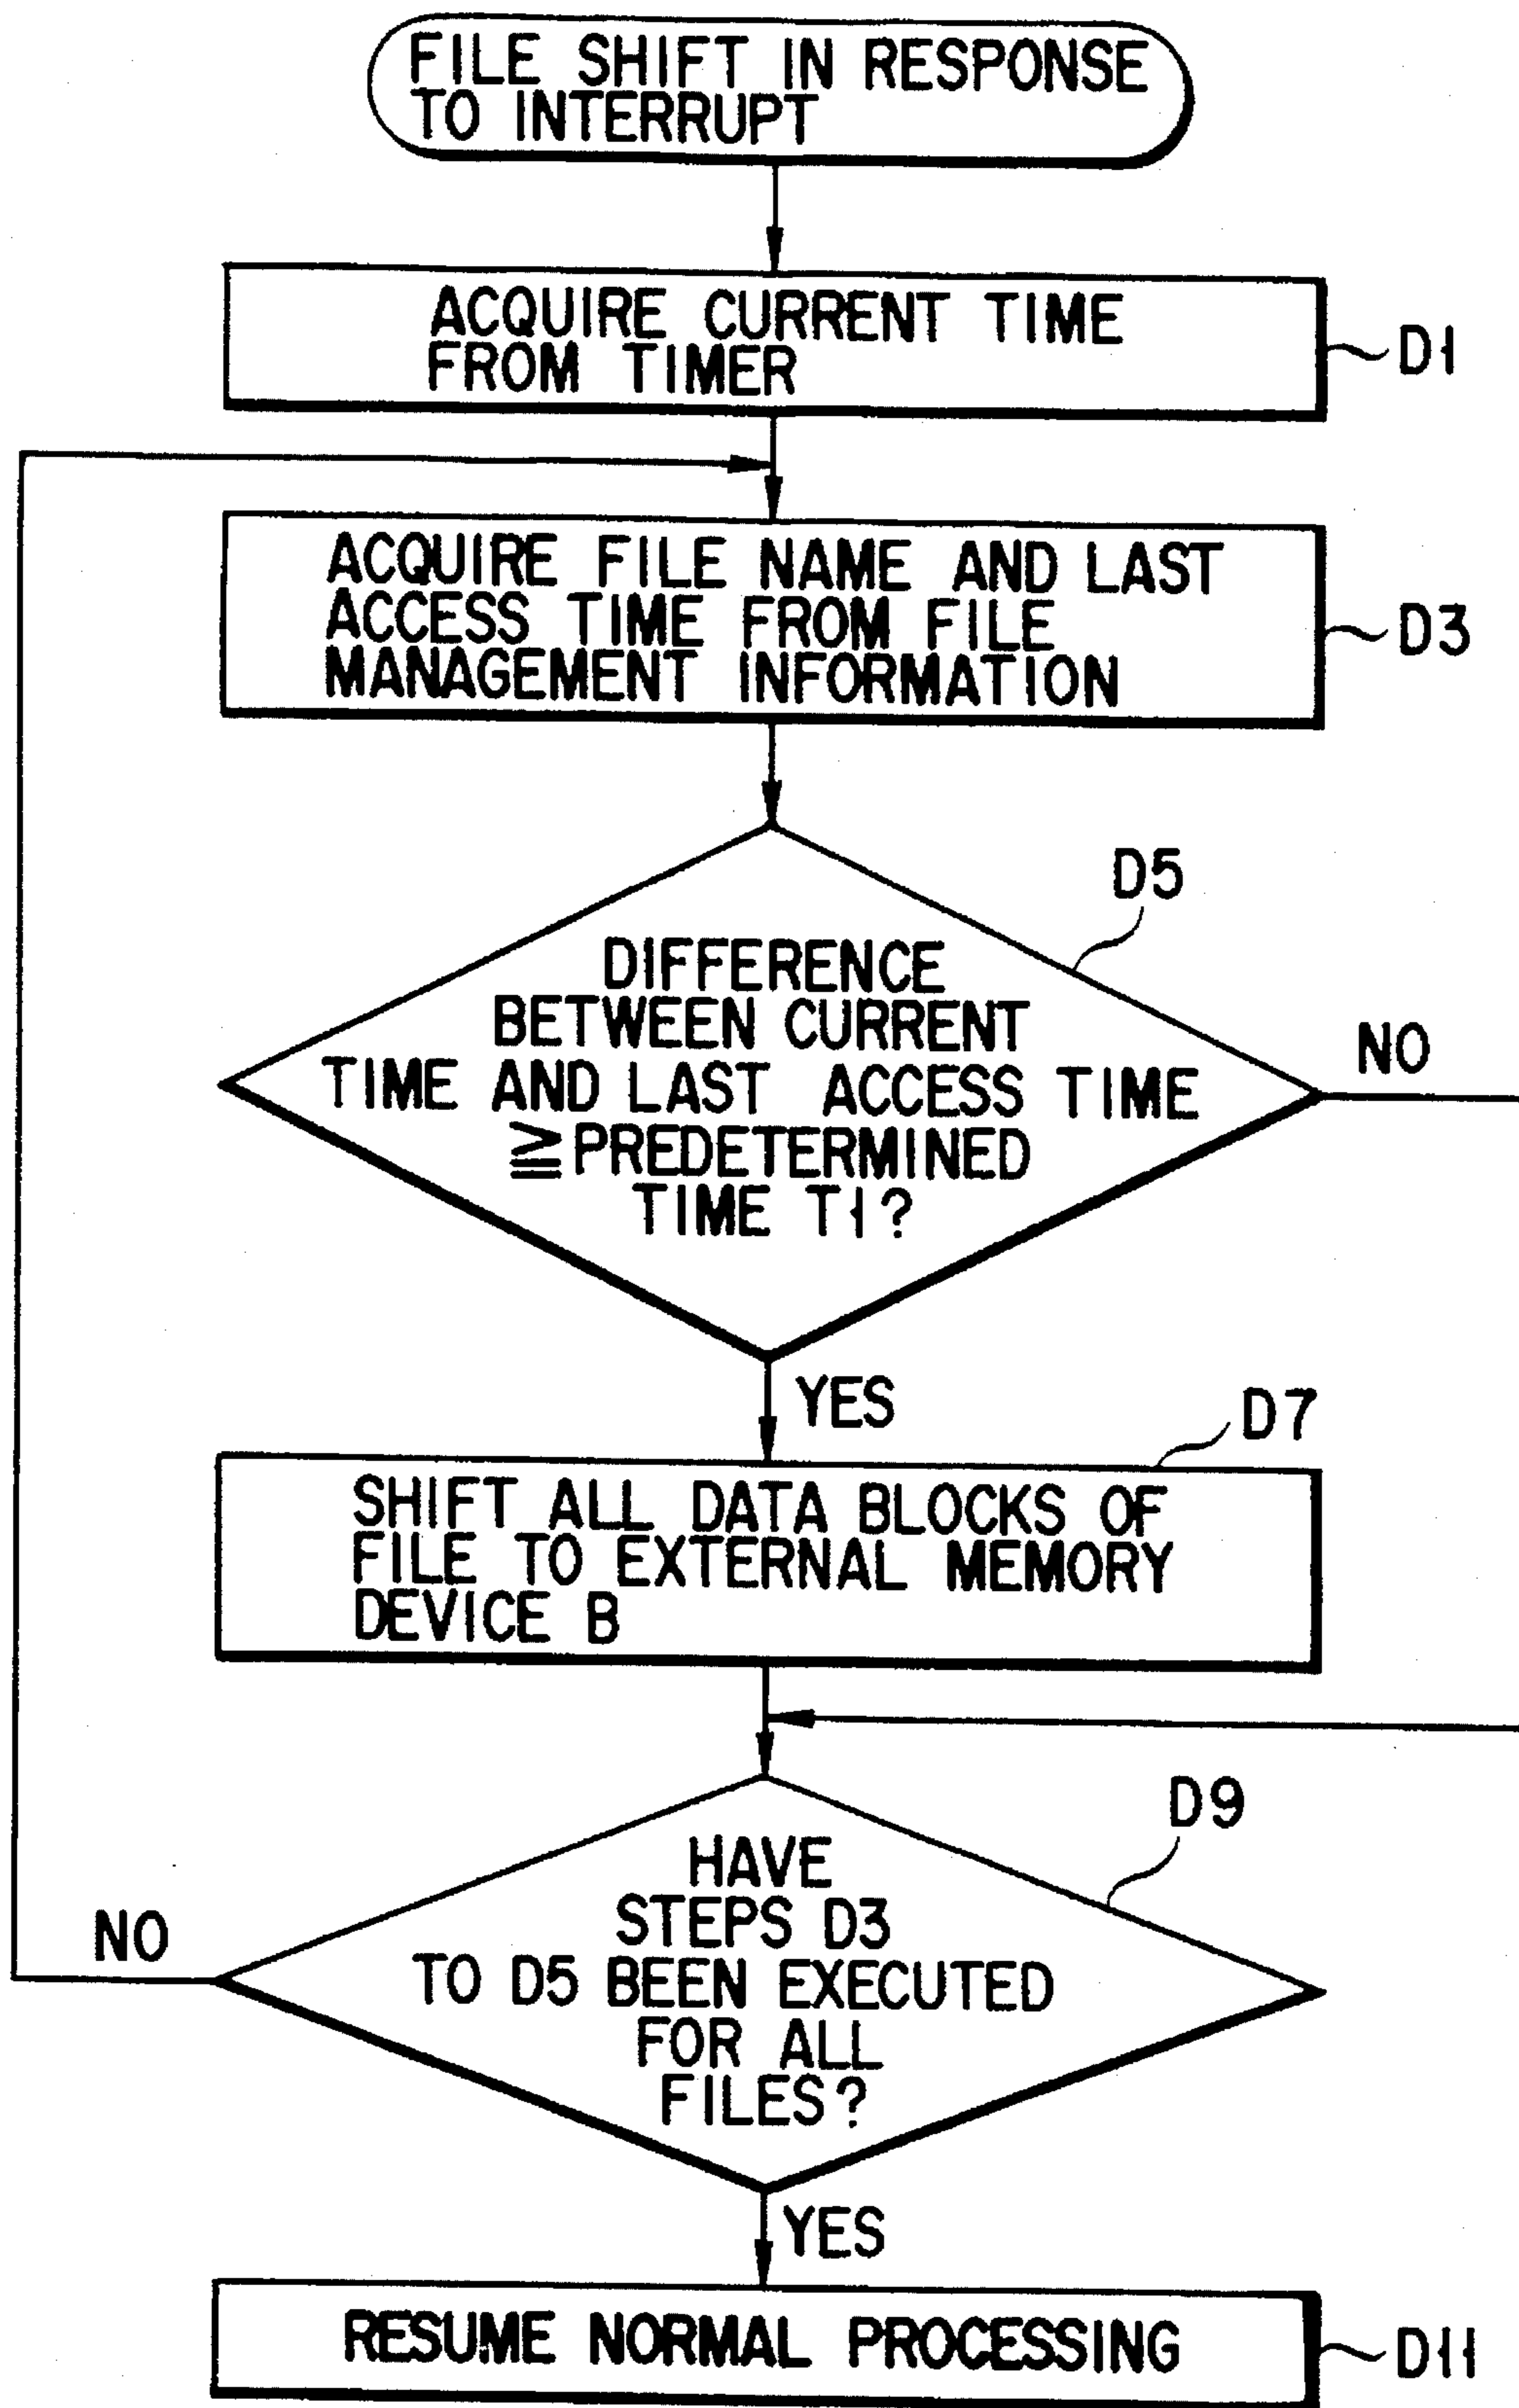 FILE SHIFT IN RESPONSE
TO INTERRUPT
ACQUIRE CURRENT TIME
FROM TIMER
D1
ACQUIRE FILE NAME AND LAST
ACCESS TIME FROM FILE
MANAGEMENT INFORMATION
D3
D5
DIFFERENCE
BETWEEN CURRENT
TIME AND LAST ACCESS TIME
≧PREDETERMINED
TIME T1?
NO
YES
D7
SHIFT ALL DATA BLOCKS OF
FILE TO EXTERNAL MEMORY
DEVICE B
D9
HAVE
STEPS D3
TO D5 BEEN EXECUTED
FOR ALL
FILES?
NO
YES
RESUME NORMAL PROCESSING
D11